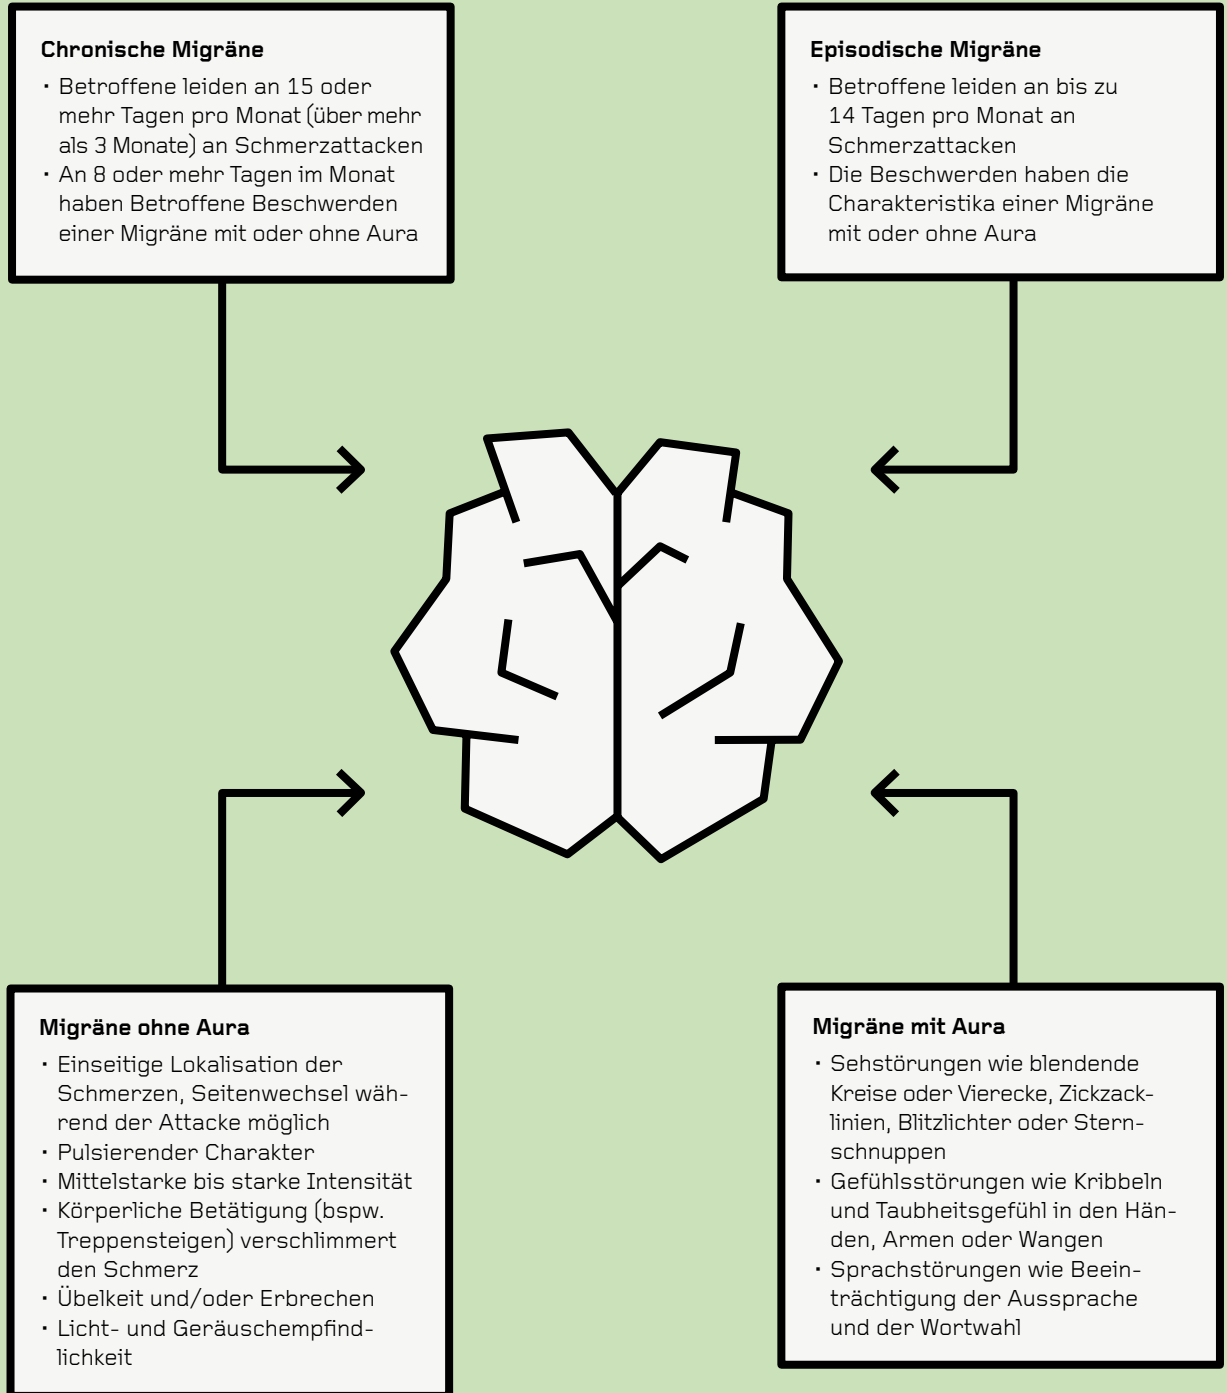 Chronische Migräne
· Betroffene leiden an 15 oder
mehr Tagen pro Monat (über mehr
als 3 Monate) an Schmerzattacken
· An 8 oder mehr Tagen im Monat
haben Betroffene Beschwerden
einer Migräne mit oder ohne Aura
Episodische Migräne
· Betroffene leiden an bis zu
14 Tagen pro Monat an
Schmerzattacken
· Die Beschwerden haben die
Charakteristika einer Migräne
mit oder ohne Aura
Migräne ohne Aura
· Einseitige Lokalisation der
Schmerzen, Seitenwechsel wäh-
rend der Attacke möglich
· Pulsierender Charakter
· Mittelstarke bis starke Intensität
· Körperliche Betätigung (bspw.
Treppensteigen) verschlimmert
den Schmerz
· Übelkeit und/oder Erbrechen
· Licht- und Geräuschempfind-
lichkeit
Migräne mit Aura
· Sehstörungen wie blendende
Kreise oder Vierecke, Zickzack-
linien, Blitzlichter oder Stern-
schnuppen
· Gefühlsstörungen wie Kribbeln
und Taubheitsgefühl in den Hän-
den, Armen oder Wangen
· Sprachstörungen wie Beein-
trächtigung der Aussprache
und der Wortwahl